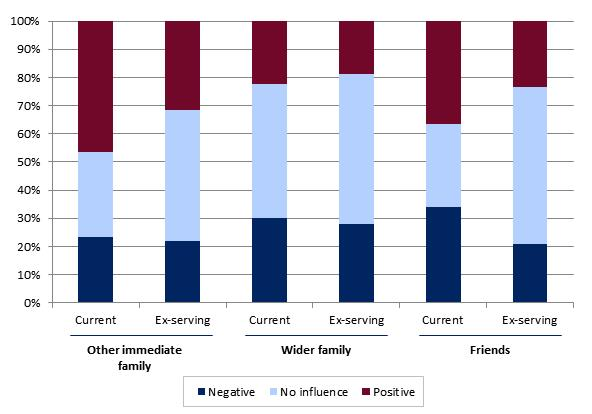 100%
90%
80%
70%
60%
50%
40%
30%
20%
10%
0%
Current Ex-serving Current Ex-serving Current Ex-serving
Other immediate Wider family Friends
family
Negative No influence Positive